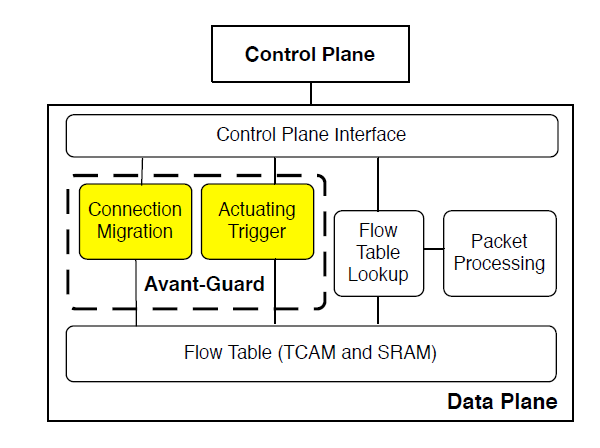 Control Plane
Control Plane Interface
Connection
Migration
Actuating
Trigger
Avant-Guard
Flow
Table
Lookup
Packet
Processing
Flow Table (TCAM and SRAM)
Data Plane